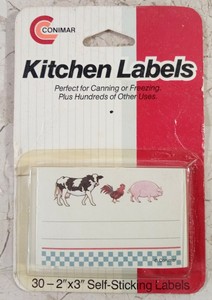 CONIMAR
Kitchen Labels
Perfect for Canning or Freezing.
Plus Hundreds of Other Uses.
30 – 2"x3" Self-Sticking Labels